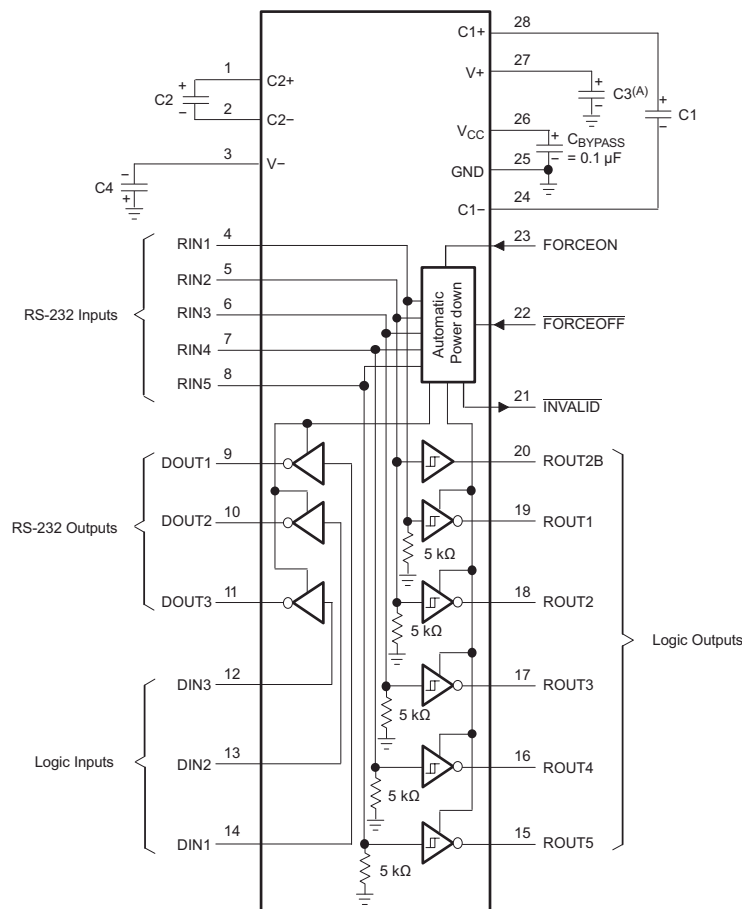 28
C1+
1
C2+
V+
27
C3(A)
C2
C1
2
C2−
26
VCC
CBYPASS
= 0.1 µF
3
V−
25
GND
C4
24
C1−
RIN1
4
23
FORCEON
RIN2
5
RIN3
6
RS-232 Inputs
Automatic
Power down
22
FORCEOFF
RIN4
7
RIN5
8
21
INVALID
DOUT1
9
20
ROUT2B
RS-232 Outputs
DOUT2
10
19
ROUT1
5 kΩ
DOUT3
11
18
ROUT2
5 kΩ
Logic Outputs
DIN3
12
17
ROUT3
5 kΩ
Logic Inputs
DIN2
13
16
ROUT4
5 kΩ
DIN1
14
15
ROUT5
5 kΩ